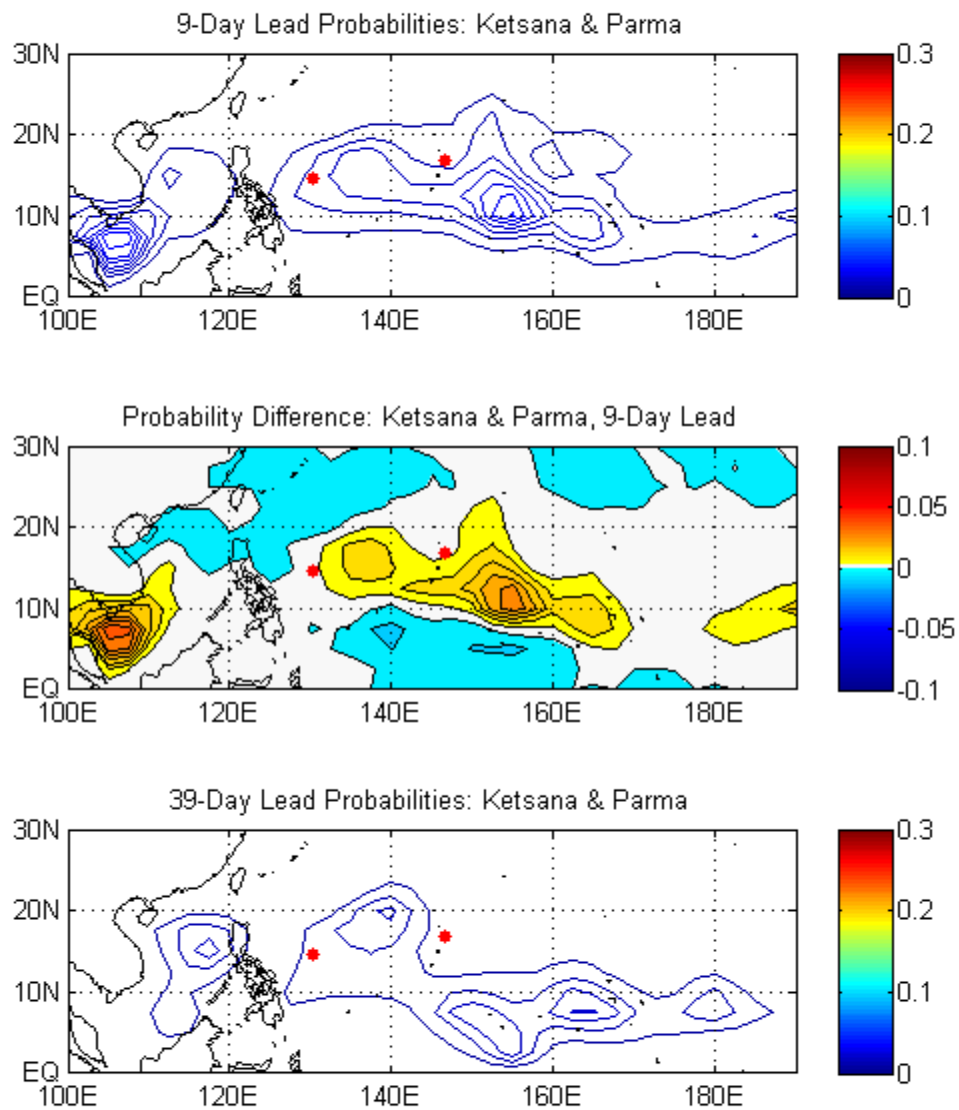 9-Day Lead Probabilities: Ketsana & Parma
30N
20N
10N
EQ
100E 120E 140E 160E 180E
0.3
0.2
0.1
0
Probability Difference: Ketsana & Parma, 9-Day Lead
30N
20N
10N
EQ
100E 120E 140E 160E 180E
0.1
0.05
0
-0.05
-0.1
39-Day Lead Probabilities: Ketsana & Parma
30N
20N
10N
EQ
100E 120E 140E 160E 180E
0.3
0.2
0.1
0